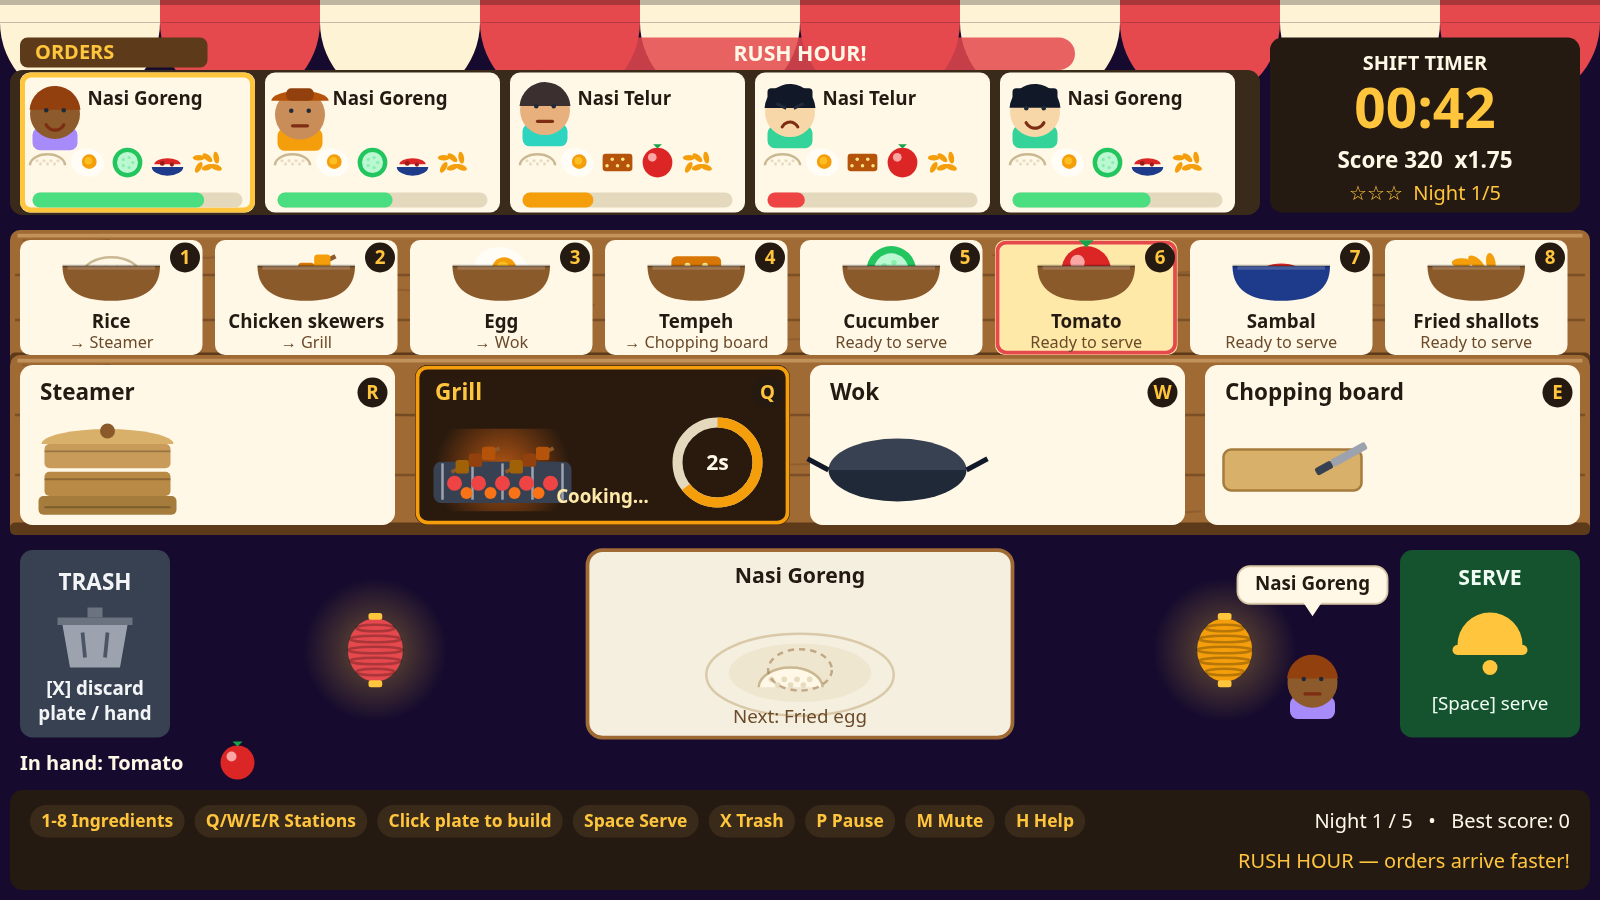 ORDERS
RUSH HOUR!
Nasi Goreng
Nasi Goreng
Nasi Telur
Nasi Telur
Nasi Goreng
SHIFT TIMER
00:42
Score 320 x1.75
☆☆☆ Night 1/5
1
2
3
4
5
6
7
8
Rice
→ Steamer
Chicken skewers
→ Grill
Egg
→ Wok
Tempeh
→ Chopping board
Cucumber
Ready to serve
Tomato
Ready to serve
Sambal
Ready to serve
Fried shallots
Ready to serve
Steamer
R
Grill
Q
2s
Cooking...
Wok
W
Chopping board
E
TRASH
[X] discard
plate / hand
Nasi Goreng
Next: Fried egg
Nasi Goreng
SERVE
[Space] serve
In hand: Tomato
1-8 Ingredients
Q/W/E/R Stations
Click plate to build
Space Serve
X Trash
P Pause
M Mute
H Help
Night 1 / 5 • Best score: 0
RUSH HOUR — orders arrive faster!